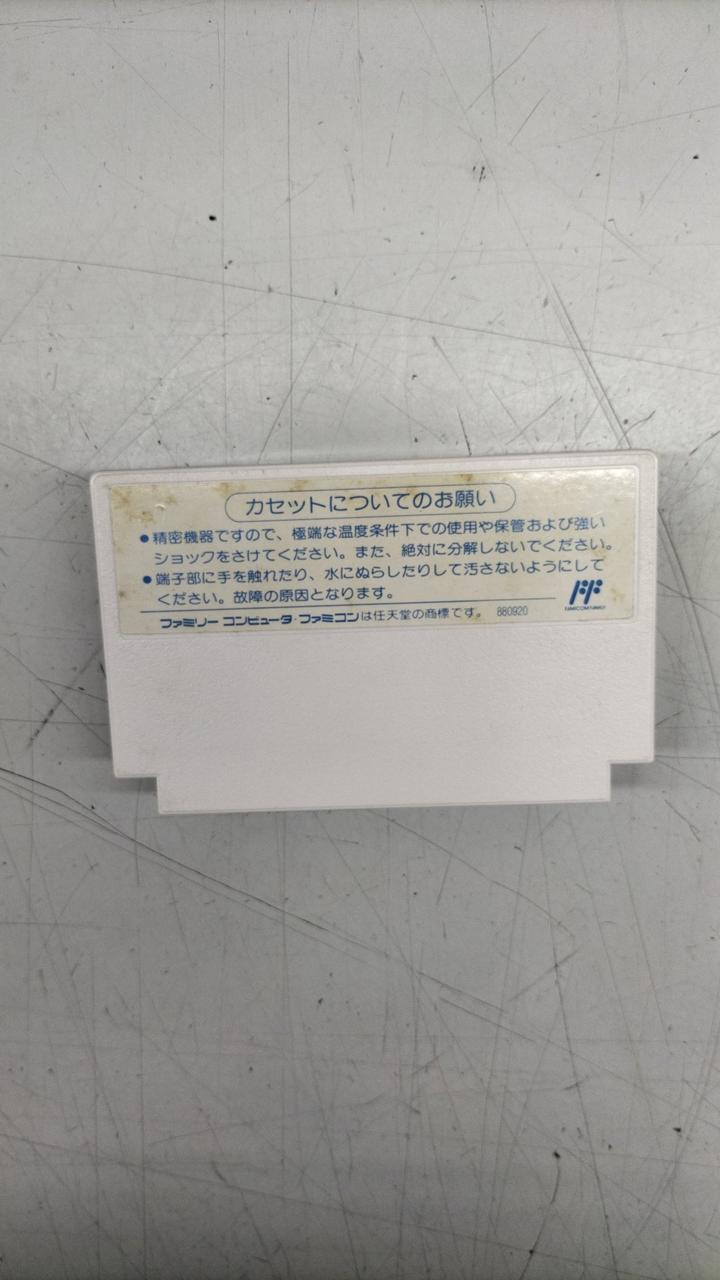 カセットについてのお願い
●精密機器ですので、極端な温度条件下での使用や保管および強い
ショックをさけてください。また、絶対に分解しないでください。
●端子部に手を触れたり、水にぬらしたりして汚さないようにして
ください。故障の原因となります。
FAMICOM FAMILY
ファミリー コンピュータ・ファミコンは任天堂の商標です。 880920